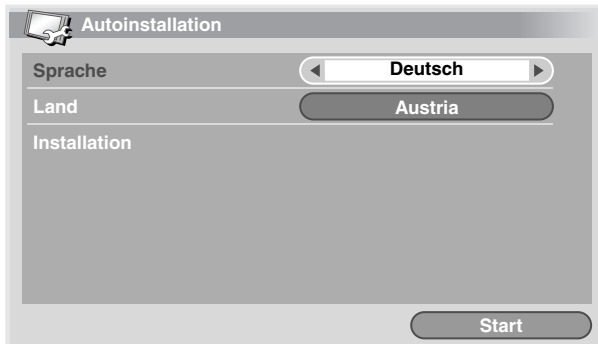 Autoinstallation
Sprache Deutsch
Land Austria
Installation
Start